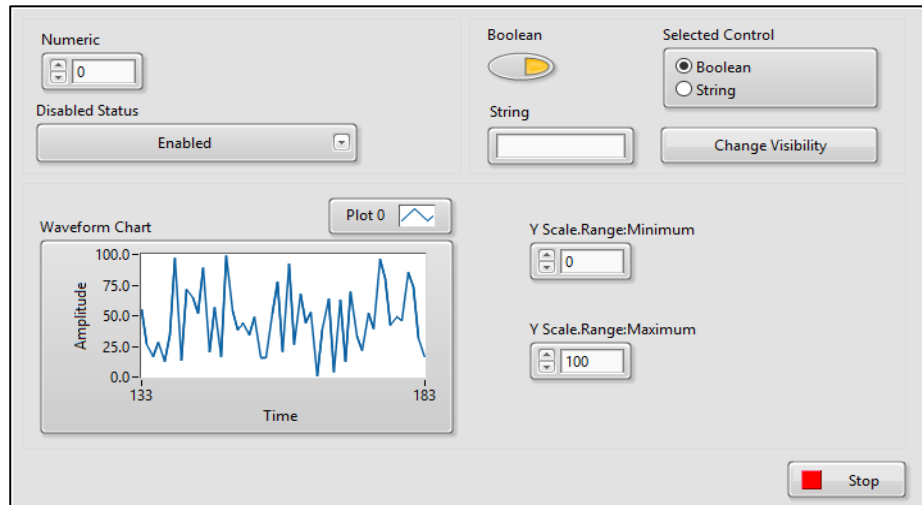 Numeric
0
Disabled Status
Enabled
Boolean
String
Selected Control
Boolean
String
Change Visibility
Waveform Chart
Plot 0
Amplitude
100.0
75.0
50.0
25.0
0.0
133
183
Time
Y Scale.Range:Minimum
0
Y Scale.Range:Maximum
100
Stop